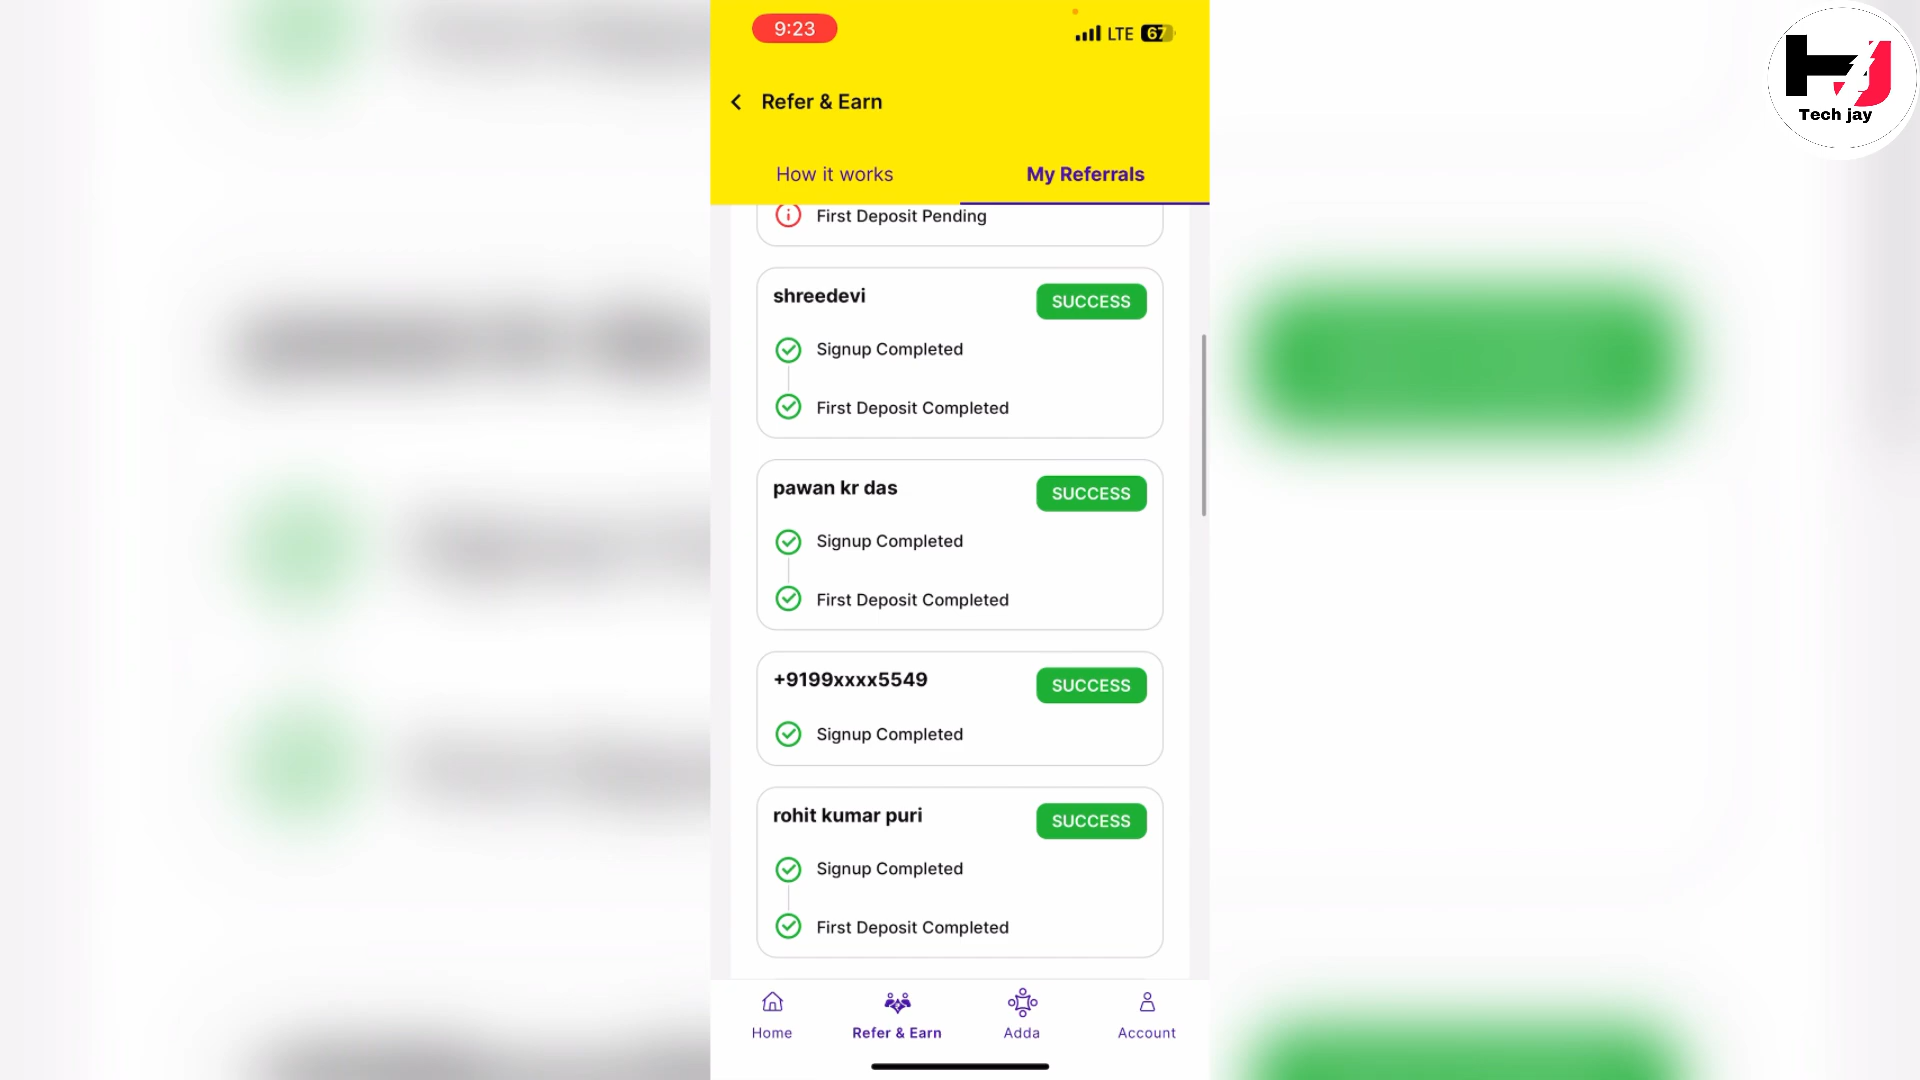 9:23
LTE 67
Refer & Earn
How it works
My Referrals
First Deposit Pending
shreedevi
SUCCESS
Signup Completed
First Deposit Completed
pawan kr das
SUCCESS
Signup Completed
First Deposit Completed
+9199xxxx5549
SUCCESS
Signup Completed
rohit kumar puri
SUCCESS
Signup Completed
First Deposit Completed
Home
Refer & Earn
Adda
Account
HJ
Tech jay